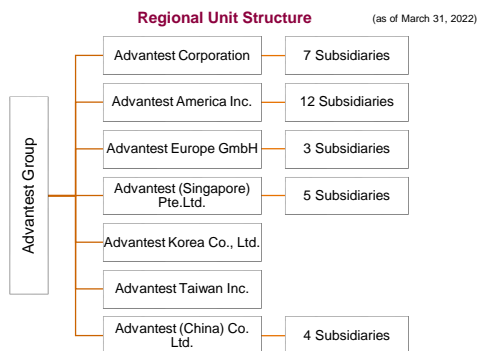 Regional Unit Structure
(as of March 31, 2022)
Advantest Group
Advantest Corporation
7 Subsidiaries
Advantest America Inc.
12 Subsidiaries
Advantest Europe GmbH
3 Subsidiaries
Advantest (Singapore)
Pte.Ltd.
5 Subsidiaries
Advantest Korea Co., Ltd.
Advantest Taiwan Inc.
Advantest (China) Co.
Ltd.
4 Subsidiaries